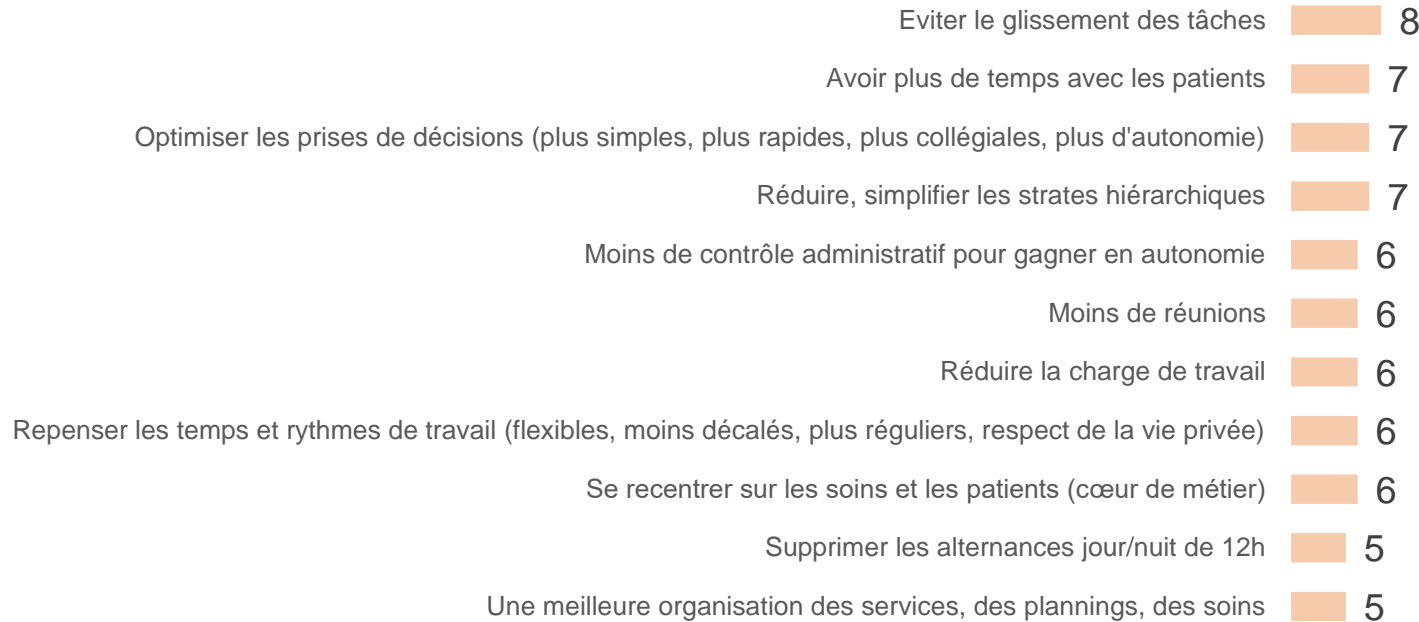 Eviter le glissement des tâches 8
Avoir plus de temps avec les patients 7
Optimiser les prises de décisions (plus simples, plus rapides, plus collégiales, plus d'autonomie) 7
Réduire, simplifier les strates hiérarchiques 7
Moins de contrôle administratif pour gagner en autonomie 6
Moins de réunions 6
Réduire la charge de travail 6
Repenser les temps et rythmes de travail (flexibles, moins décalés, plus réguliers, respect de la vie privée) 6
Se recentrer sur les soins et les patients (cœur de métier) 6
Supprimer les alternances jour/nuit de 12h 5
Une meilleure organisation des services, des plannings, des soins 5